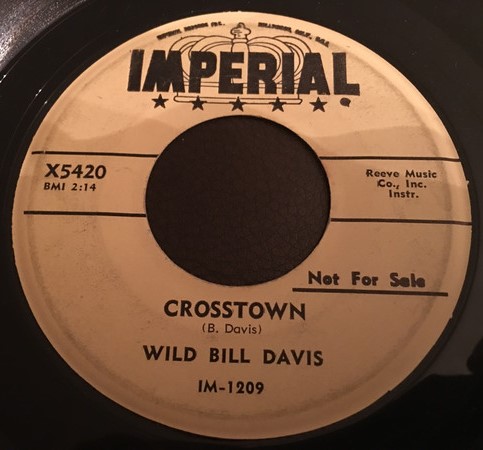 IMPERIAL
X5420
BMI 2:14
Reeve Music
Co., Inc.
Instr.
Not For Sale
CROSSTOWN
(B. Davis)
WILD BILL DAVIS
IM-1209